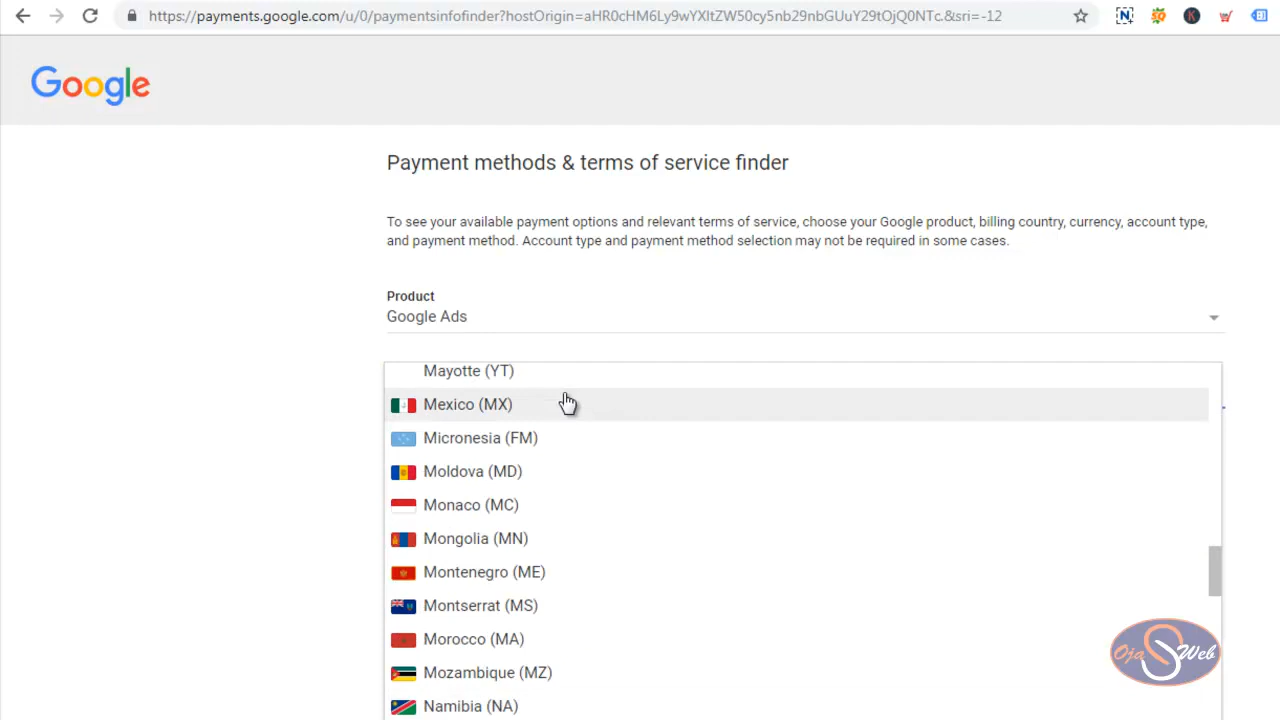 https://payments.google.com/u/0/paymentsinfofinder?hostOrigin=aHR0cHM6Ly9wYXltZW50cy5nb29nbGUuY29tOjQ0NTc.&sri=-12
Google
Payment methods & terms of service finder
To see your available payment options and relevant terms of service, choose your Google product, billing country, currency, account type,
and payment method. Account type and payment method selection may not be required in some cases.
Product
Google Ads
Mayotte (YT)
Mexico (MX)
Micronesia (FM)
Moldova (MD)
Monaco (MC)
Mongolia (MN)
Montenegro (ME)
Montserrat (MS)
Morocco (MA)
Mozambique (MZ)
Namibia (NA)
Oja S Web